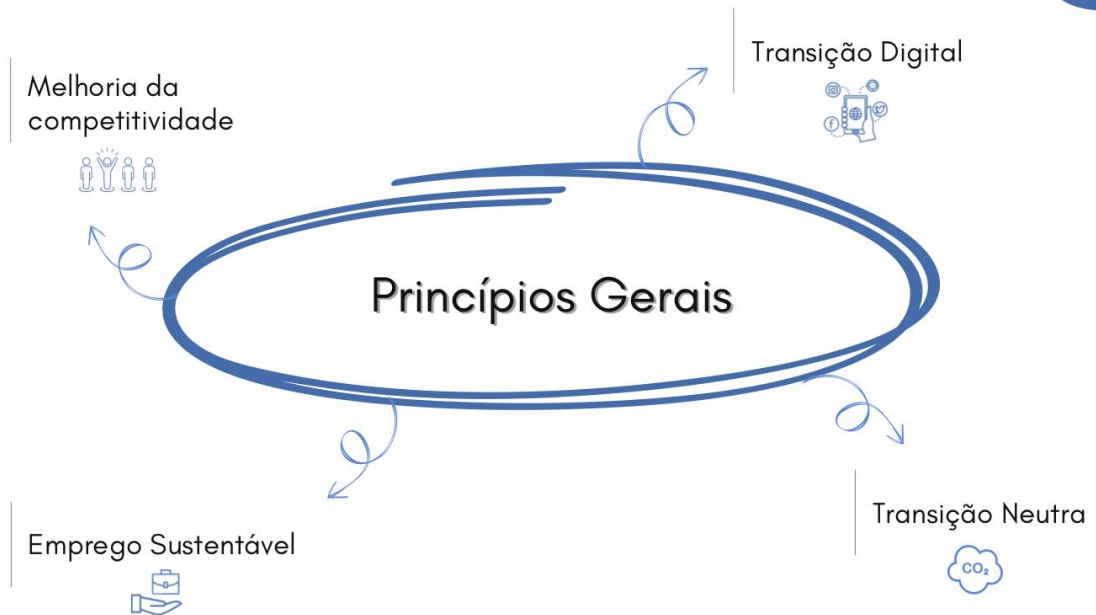 Transição Digital
Melhoria da
competitividade
Princípios Gerais
Transição Neutra
CO₂
Emprego Sustentável